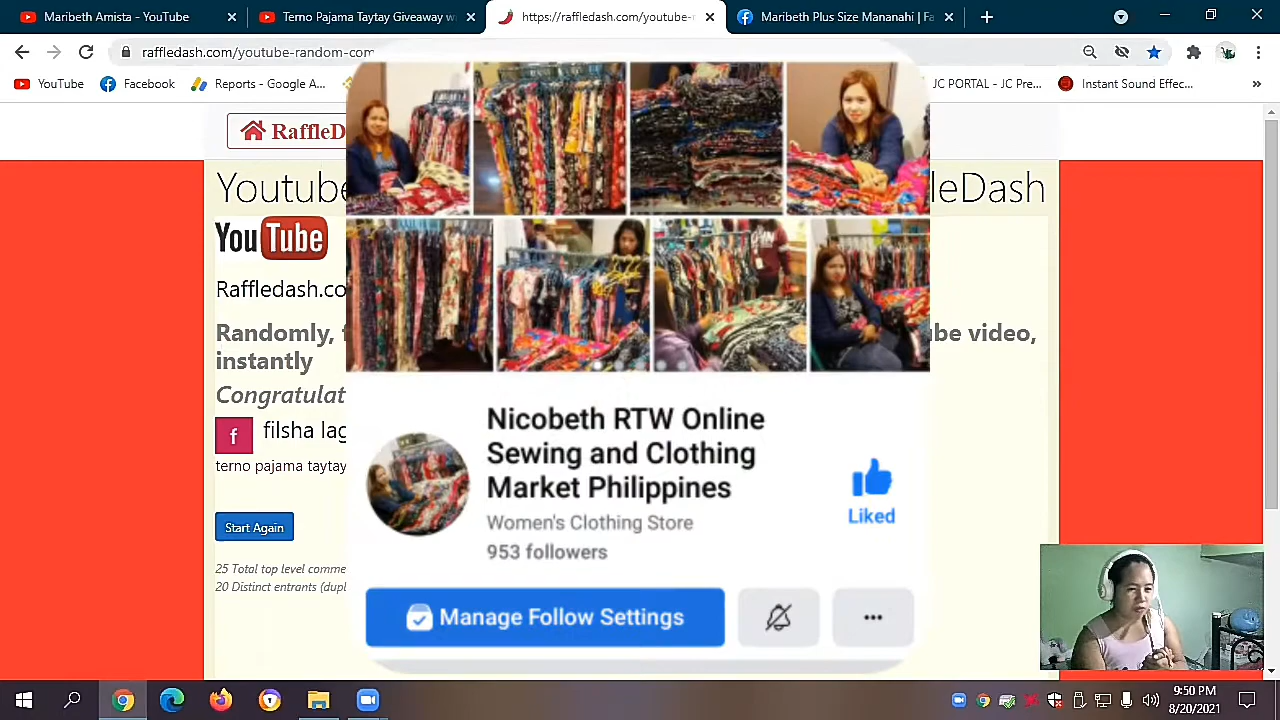 Maribeth Amista - YouTube
Terno Pajama Taytay Giveaway w
https://raffledash.com/youtube-r
Maribeth Plus Size Mananahi | Fa
raffledash.com/youtube-random-com
YouTube
Facebook
Reports - Google A...
JC PORTAL - JC Pre...
Instant Sound Effec...
RaffleD
Youtube
leDash
YouTube
Raffledash.co
Randomly, f
be video,
instantly
Congratulat
filsha lag
terno pajama taytay
Start Again
25 Total top level comme
20 Distinct entrants (dupl
Nicobeth RTW Online
Sewing and Clothing
Market Philippines
Women's Clothing Store
953 followers
Liked
Manage Follow Settings
9:50 PM
8/20/2021